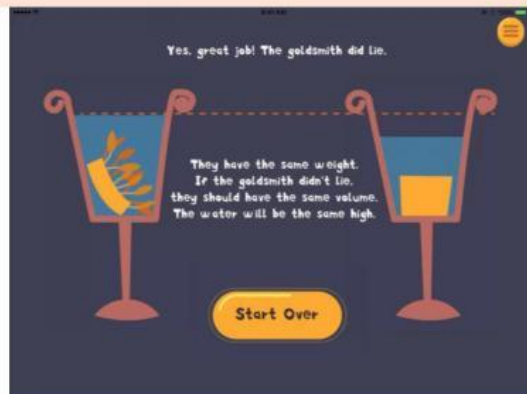 Yes, great job! The goldsmith did lie.
They have the same weight.
If the goldsmith didn't lie,
they should have the same volume.
The water will be the same high.
Start Over